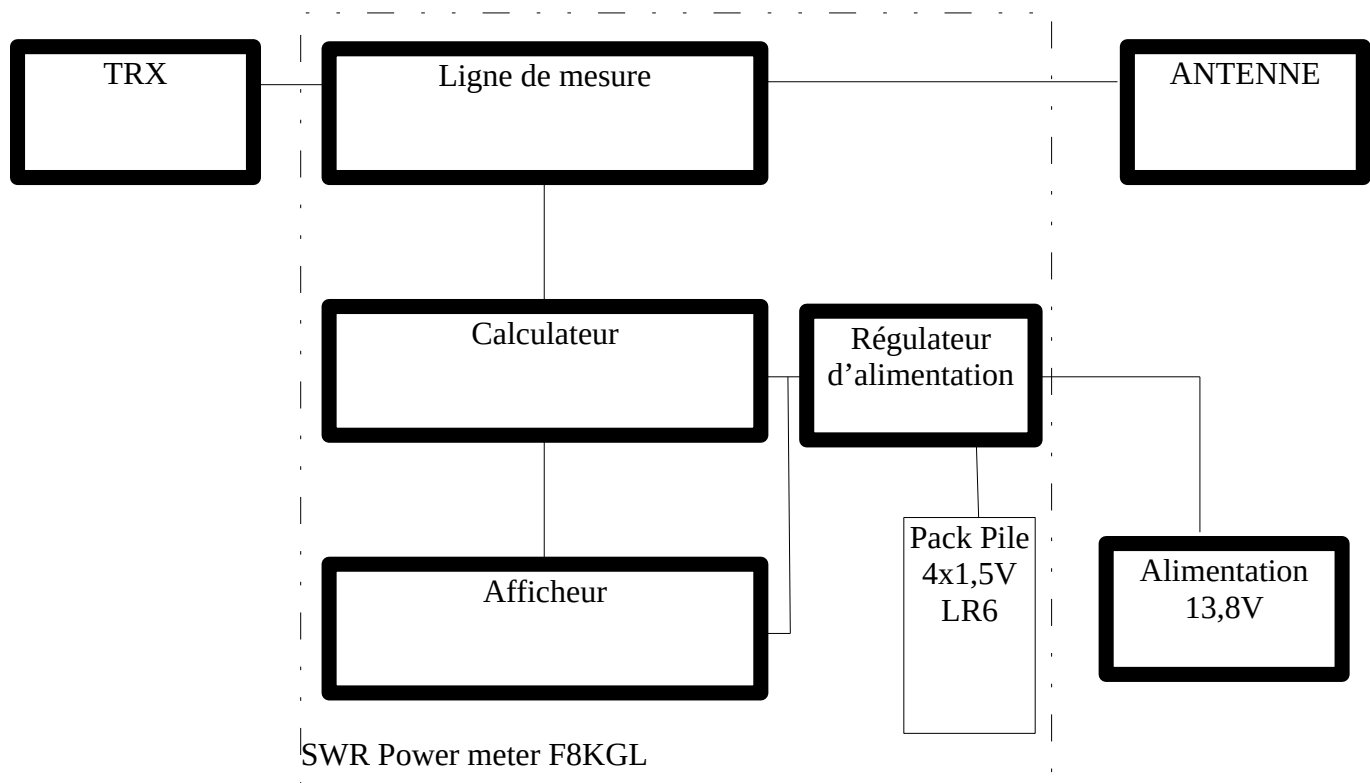 TRX
Ligne de mesure
ANTENNE
Calculateur
Régulateur
d’alimentation
Afficheur
Pack Pile
4x1,5V
LR6
Alimentation
13,8V
SWR Power meter F8KGL